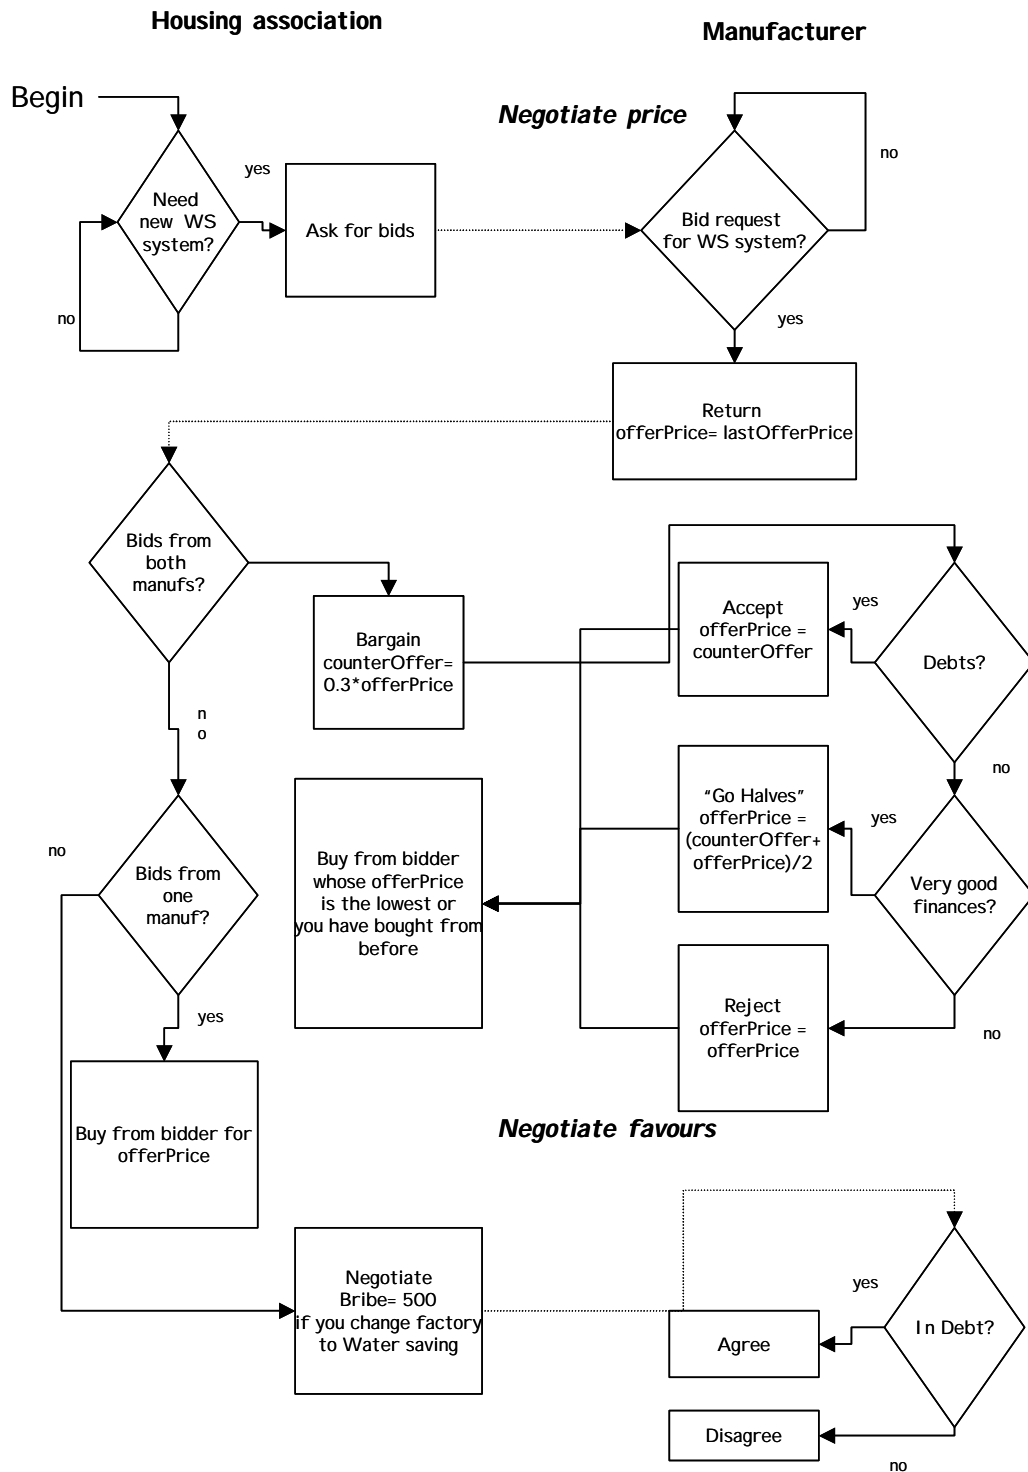 Housing association
Manufacturer
Begin
Negotiate price
no
yes
Need
new WS
system?
Ask for bids
Bid request
for WS system?
no
yes
Return
offerPrice= lastOfferPrice
Bids from
both
manufs?
Bargain
counterOffer=
0.3*offerPrice
Accept
offerPrice =
counterOffer
yes
Debts?
n
o
no
"Go Halves"
offerPrice =
(counterOffer+
offerPrice)/2
yes
Very good
finances?
no
Bids from
one
manuf?
Buy from bidder
whose offerPrice
is the lowest or
you have bought from
before
yes
Reject
offerPrice =
offerPrice
no
Buy from bidder for
offerPrice
Negotiate favours
Negotiate
Bribe= 500
if you change factory
to Water saving
yes
In Debt?
Agree
Disagree
no